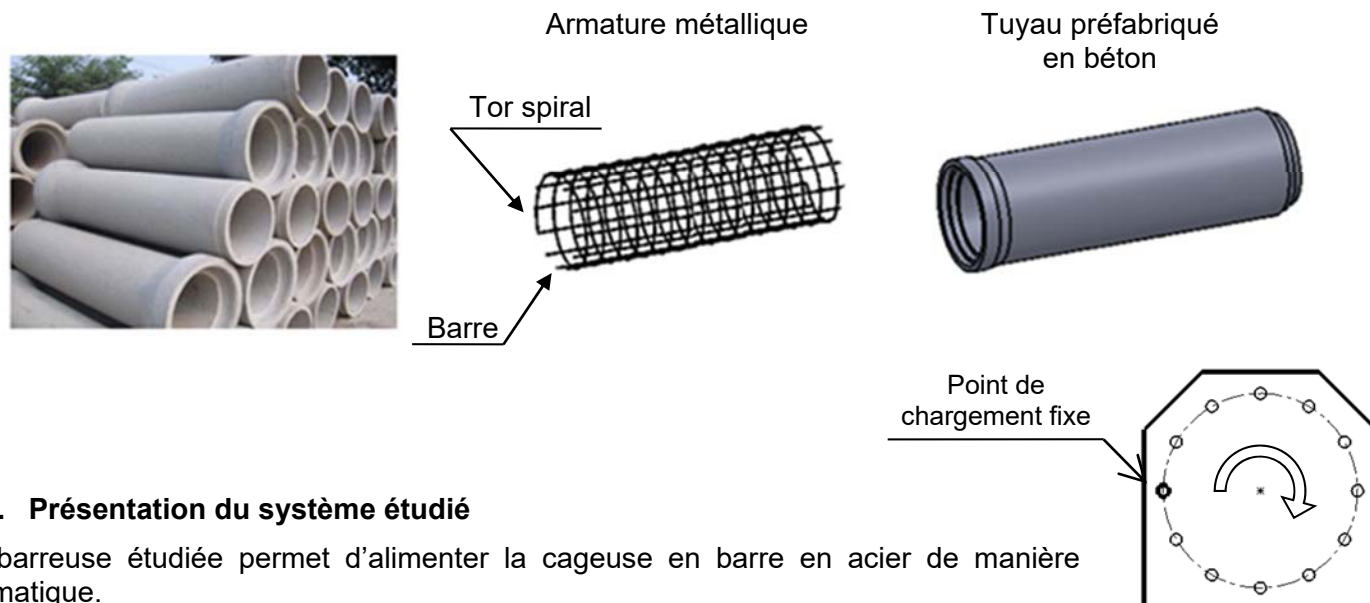 Armature métallique
Tuyau préfabriqué
en béton
Tor spiral
Barre
Point de
chargement fixe
. Présentation du système étudié
barreuse étudiée permet d'alimenter la cageuse en barre en acier de manière
matique.